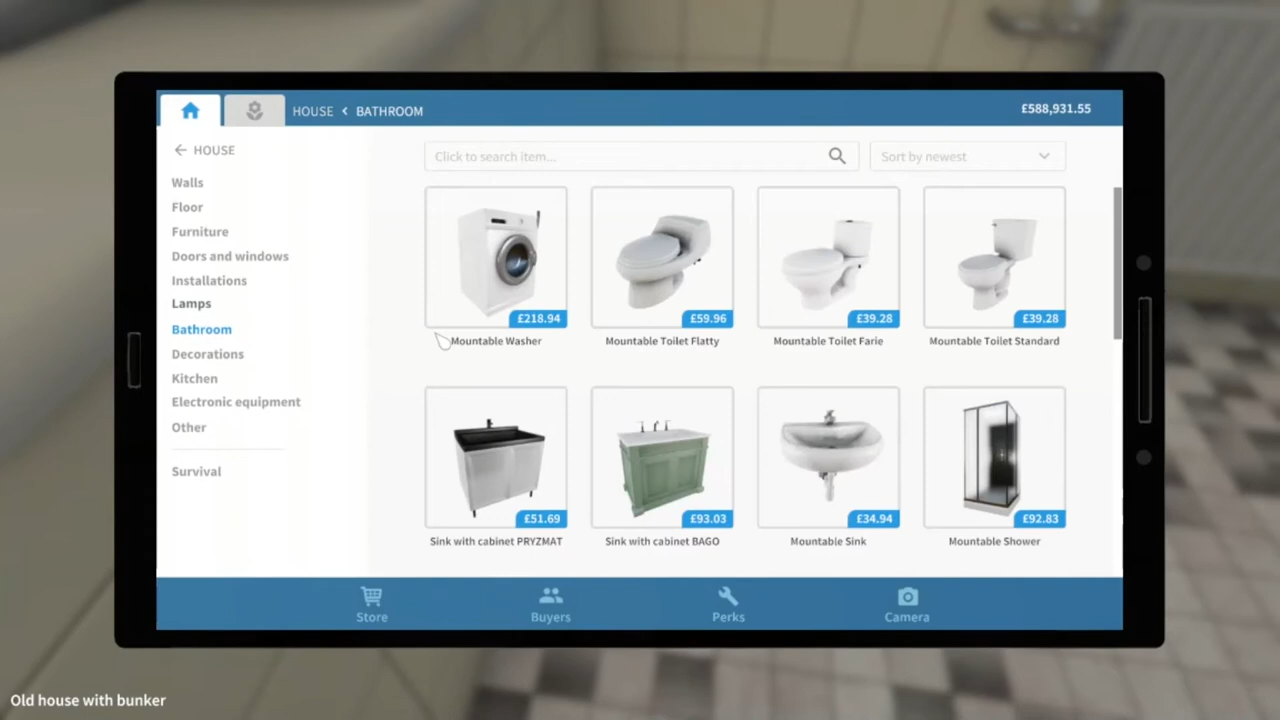 HOUSE < BATHROOM
£588,931.55
← HOUSE
Walls
Floor
Furniture
Doors and windows
Installations
Lamps
Bathroom
Decorations
Kitchen
Electronic equipment
Other
Survival
Click to search item...
Sort by newest
£218.94
Mountable Washer
£59.96
Mountable Toilet Flatty
£39.28
Mountable Toilet Farie
£39.28
Mountable Toilet Standard
£51.69
Sink with cabinet PRYZMAT
£93.03
Sink with cabinet BAGO
£34.94
Mountable Sink
£92.83
Mountable Shower
Store
Buyers
Perks
Camera
Old house with bunker